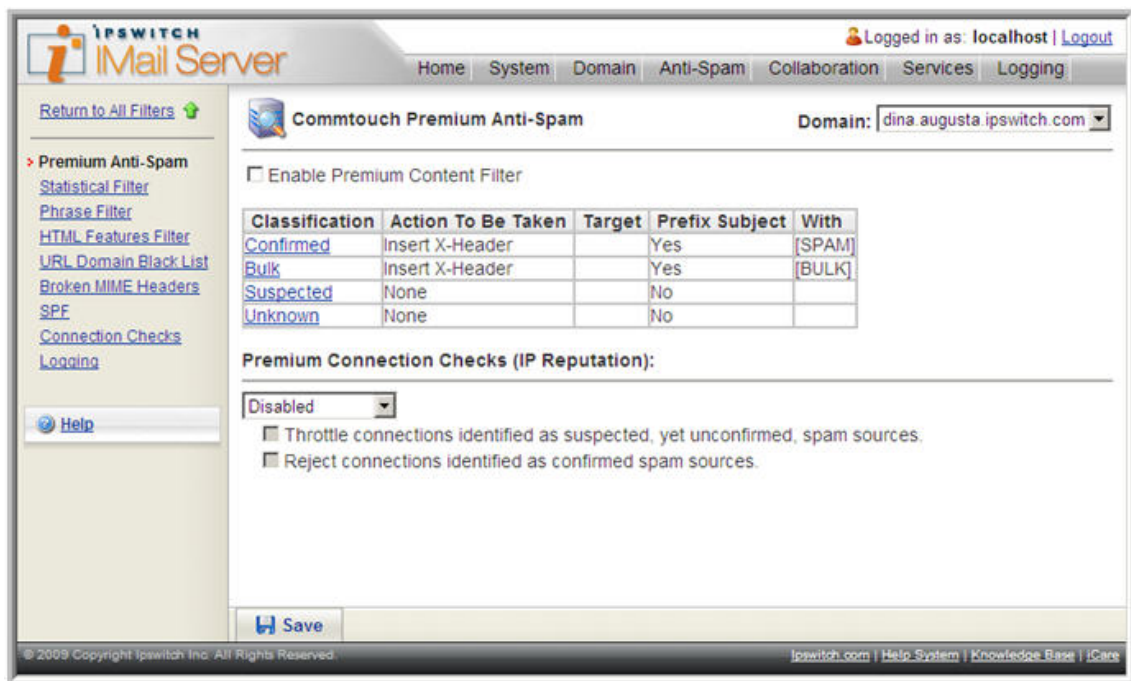 IPSWITCH
IMail Server
Logged in as: localhost | Logout
Home System Domain Anti-Spam Collaboration Services Logging
Return to All Filters
Premium Anti-Spam
Statistical Filter
Phrase Filter
HTML Features Filter
URL Domain Black List
Broken MIME Headers
SPF
Connection Checks
Logging
Help
Commtouch Premium Anti-Spam
Domain: dina.augusta.ipswitch.com
Enable Premium Content Filter
Classification Action To Be Taken Target Prefix Subject With
Confirmed Insert X-Header Yes [SPAM]
Bulk Insert X-Header Yes [BULK]
Suspected None No
Unknown None No
Premium Connection Checks (IP Reputation):
Disabled
Throttle connections identified as suspected, yet unconfirmed, spam sources.
Reject connections identified as confirmed spam sources.
Save
© 2009 Copyright Ipswitch Inc. All Rights Reserved.
Ipswitch.com | Help System | Knowledge Base | iCare